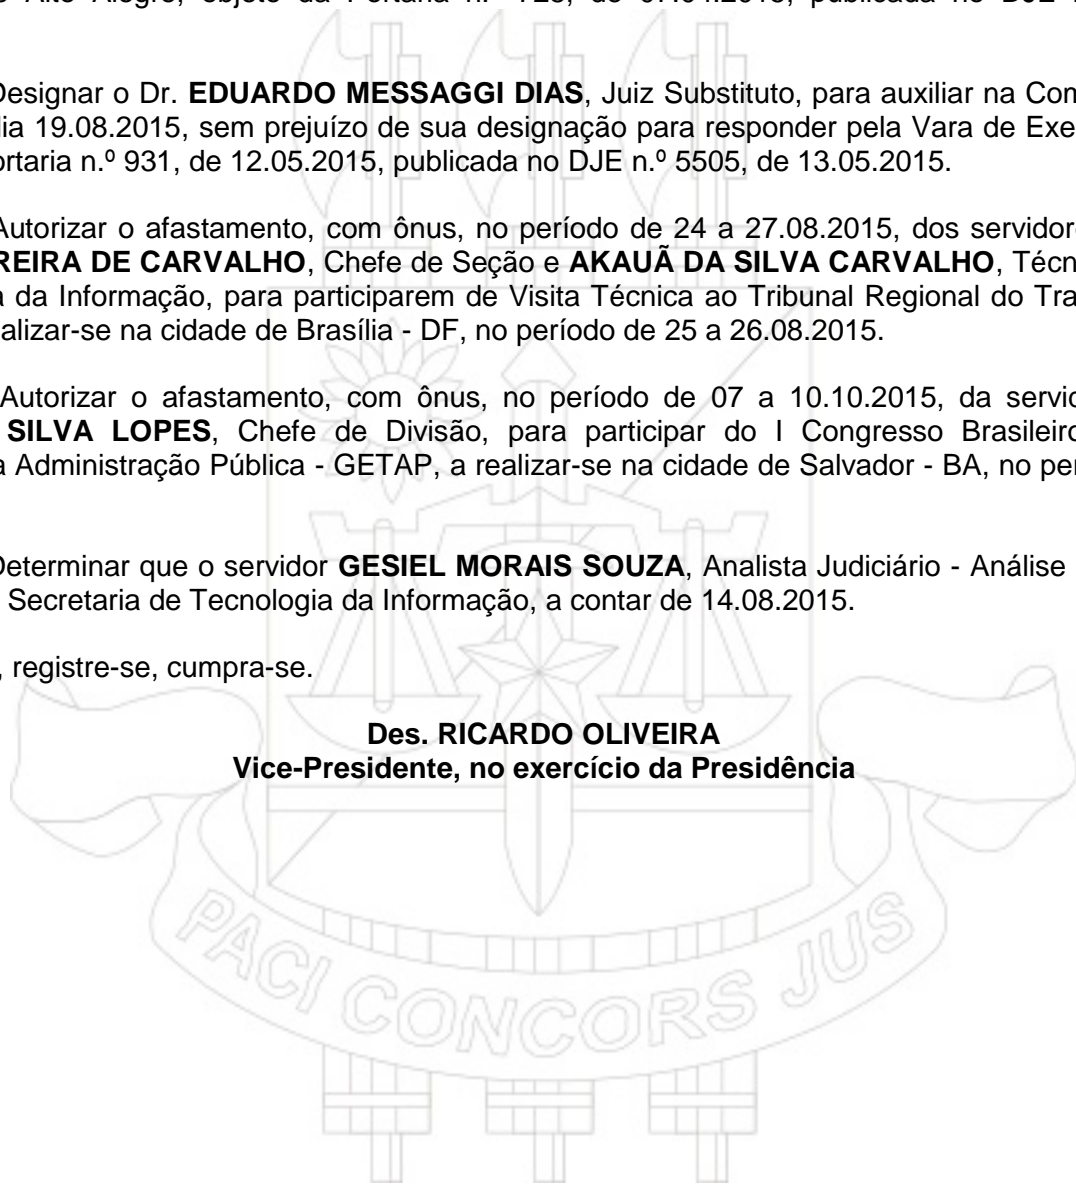 Alto Alegre, objeto da Portaria n.º 728, de 07.04.2015, publicada no DJE
Designar o Dr. EDUARDO MESSAGGI DIAS, Juiz Substituto, para auxiliar na Com
dia 19.08.2015, sem prejuízo de sua designação para responder pela Vara de Exe
ortaria n.º 931, de 12.05.2015, publicada no DJE n.º 5505, de 13.05.2015.
Autorizar o afastamento, com ônus, no período de 24 a 27.08.2015, dos servidor
REIRA DE CARVALHO, Chefe de Seção e AKAUÃ DA SILVA CARVALHO, Técn
a da Informação, para participarem de Visita Técnica ao Tribunal Regional do Tra
alizar-se na cidade de Brasília - DF, no período de 25 a 26.08.2015.
Autorizar o afastamento, com ônus, no período de 07 a 10.10.2015, da servid
SILVA LOPES, Chefe de Divisão, para participar do I Congresso Brasileiro
a Administração Pública - GETAP, a realizar-se na cidade de Salvador - BA, no per
Determinar que o servidor GESIEL MORAIS SOUZA, Analista Judiciário - Análise
Secretaria de Tecnologia da Informação, a contar de 14.08.2015.
, registre-se, cumpra-se.
Des. RICARDO OLIVEIRA
Vice-Presidente, no exercício da Presidência
PACI CONCORS JUS